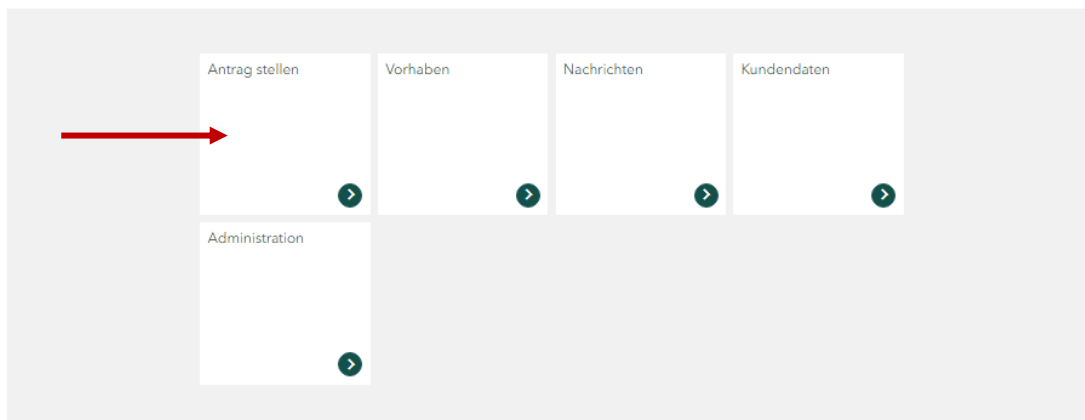 Antrag stellen
Vorhaben
Nachrichten
Kundendaten
Administration